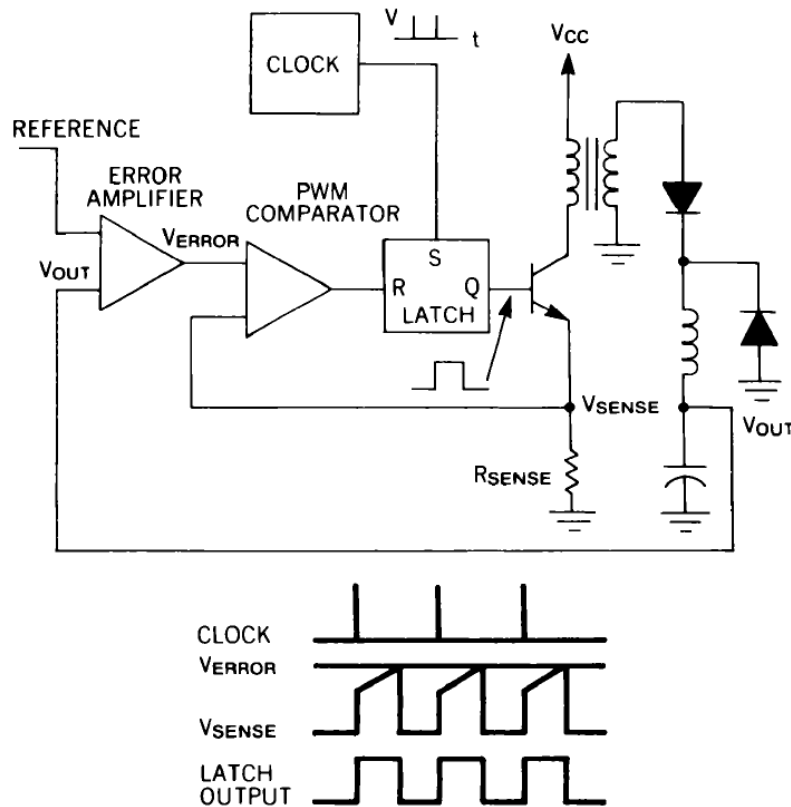 V
t
CLOCK
VCC
REFERENCE
ERROR
AMPLIFIER
PWM
COMPARATOR
VERROR
VOUT
S
R
Q
LATCH
VSENSE
VOUT
RSENSE
CLOCK
VERROR
VSENSE
LATCH
OUTPUT